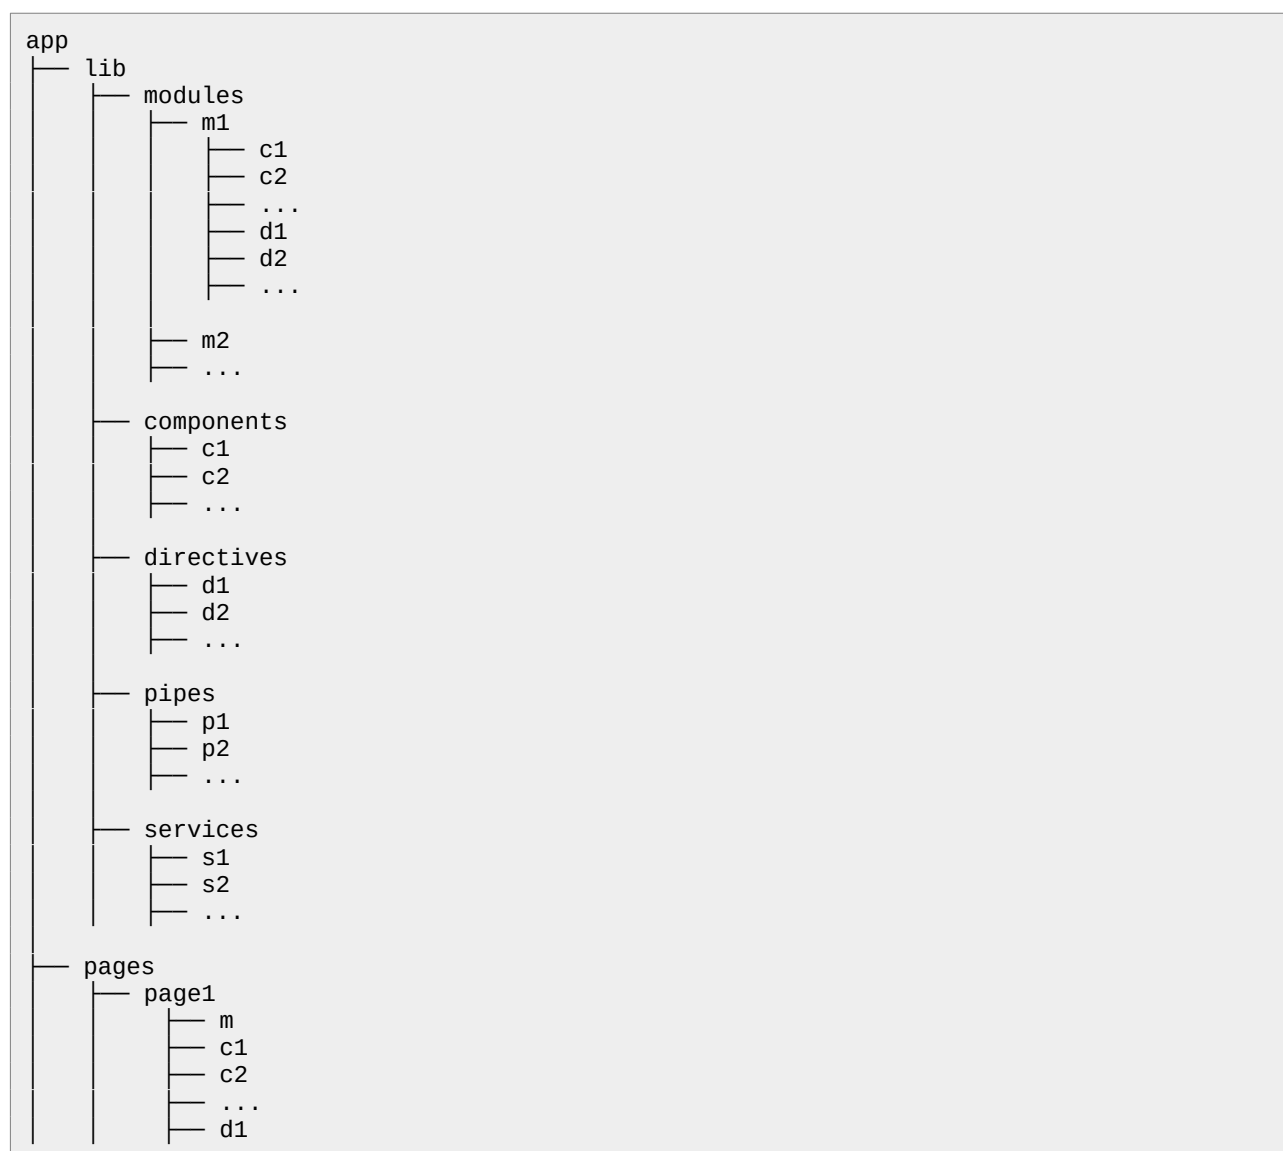 app
lib
modules
m1
c1
c2
...
d1
d2
...
m2
...
components
c1
c2
...
directives
d1
d2
...
pipes
p1
p2
...
services
s1
s2
...
pages
page1
m
c1
c2
...
d1